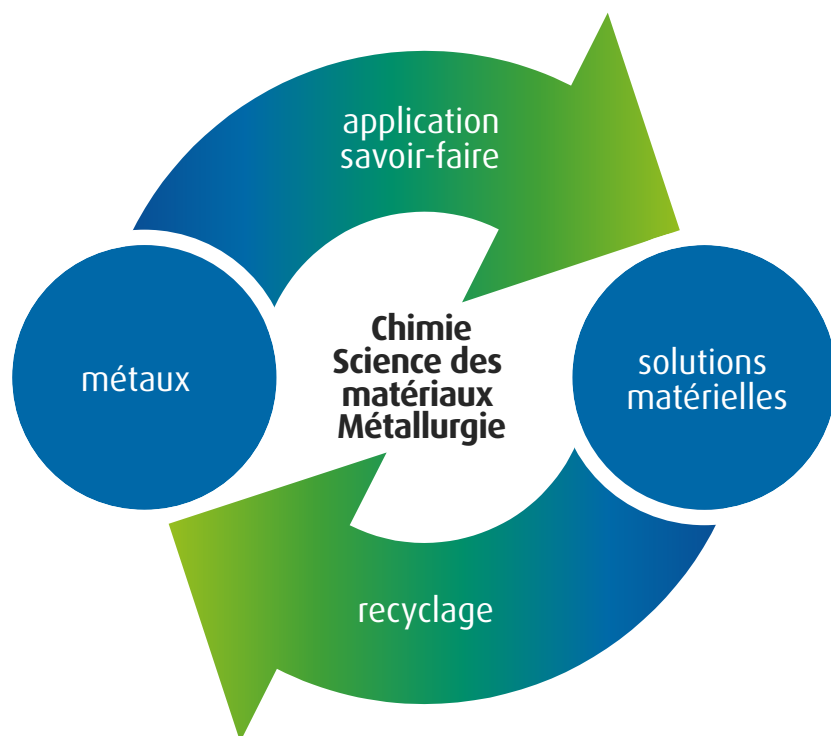 application
savoir-faire
métaux
Chimie
Science des
matériaux
Métallurgie
solutions
matérielles
recyclage